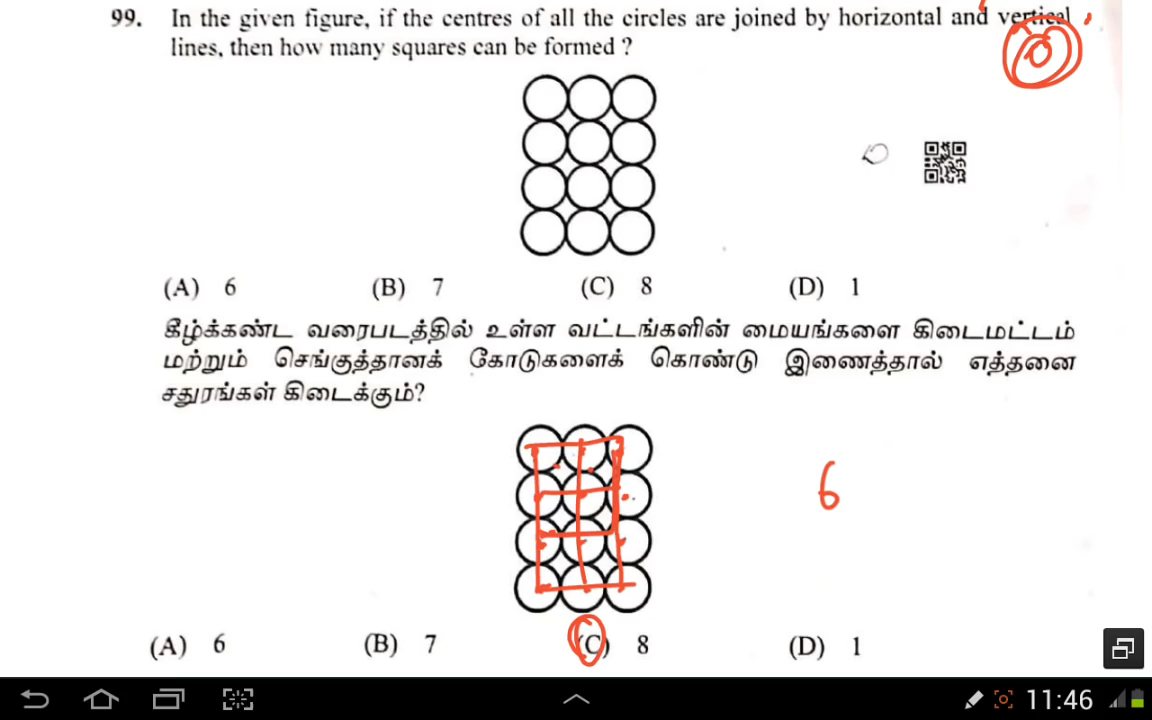 99. In the given figure, if the centres of all the circles are joined by horizontal and vertical
lines, then how many squares can be formed ?
(A) 6 (B) 7 (C) 8 (D) 1
கீழ்க்கண்ட வரைபடத்தில் உள்ள வட்டங்களின் மையங்களை கிடைமட்டம்
மற்றும் செங்குத்தானக் கோடுகளைக் கொண்டு இணைத்தால் எத்தனை
சதுரங்கள் கிடைக்கும்?
6
(A) 6 (B) 7 (C) 8 (D) 1
11:46